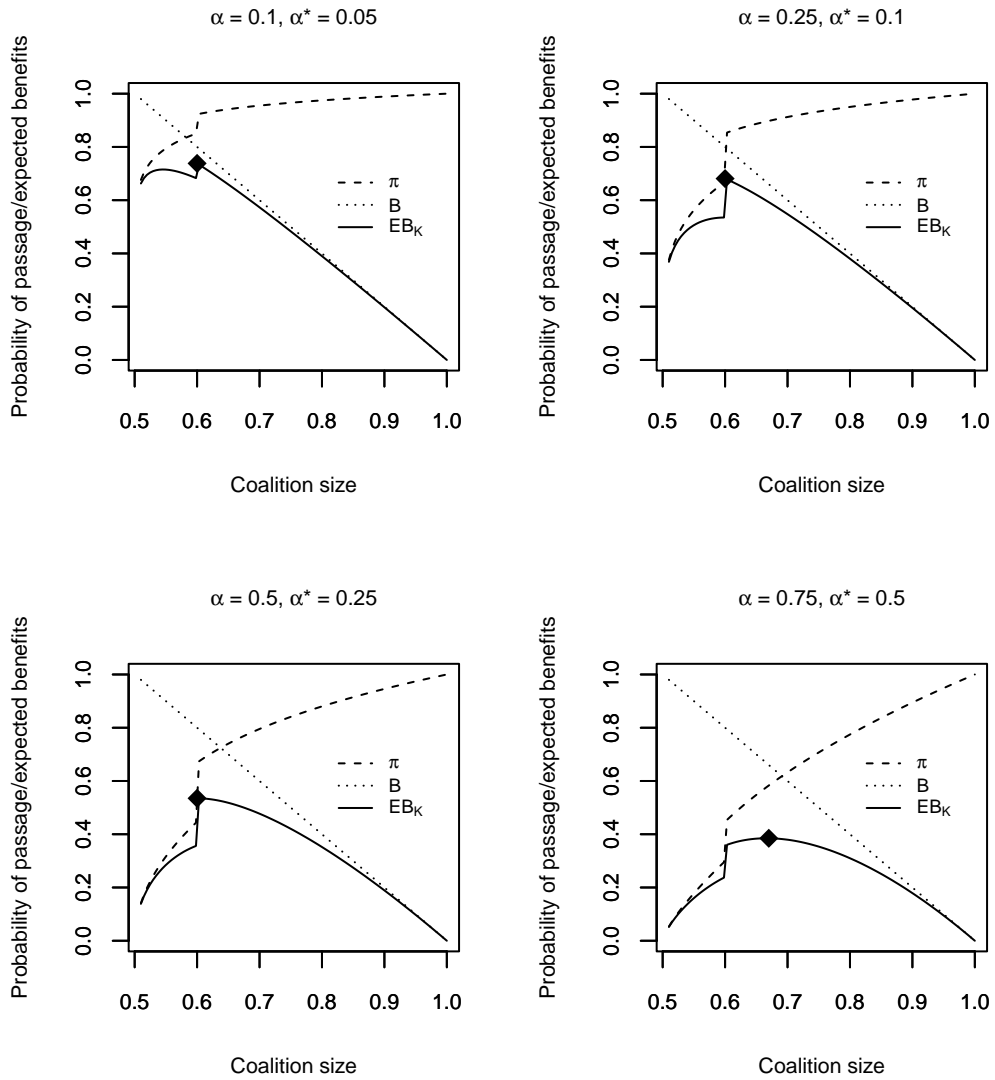 α = 0.1, α* = 0.05
Probability of passage/expected benefits
1.0
0.8
0.6
0.4
0.2
0.0
π
B
EB_K
0.5 0.6 0.7 0.8 0.9 1.0
Coalition size
α = 0.25, α* = 0.1
Probability of passage/expected benefits
1.0
0.8
0.6
0.4
0.2
0.0
π
B
EB_K
0.5 0.6 0.7 0.8 0.9 1.0
Coalition size
α = 0.5, α* = 0.25
Probability of passage/expected benefits
1.0
0.8
0.6
0.4
0.2
0.0
π
B
EB_K
0.5 0.6 0.7 0.8 0.9 1.0
Coalition size
α = 0.75, α* = 0.5
Probability of passage/expected benefits
1.0
0.8
0.6
0.4
0.2
0.0
π
B
EB_K
0.5 0.6 0.7 0.8 0.9 1.0
Coalition size